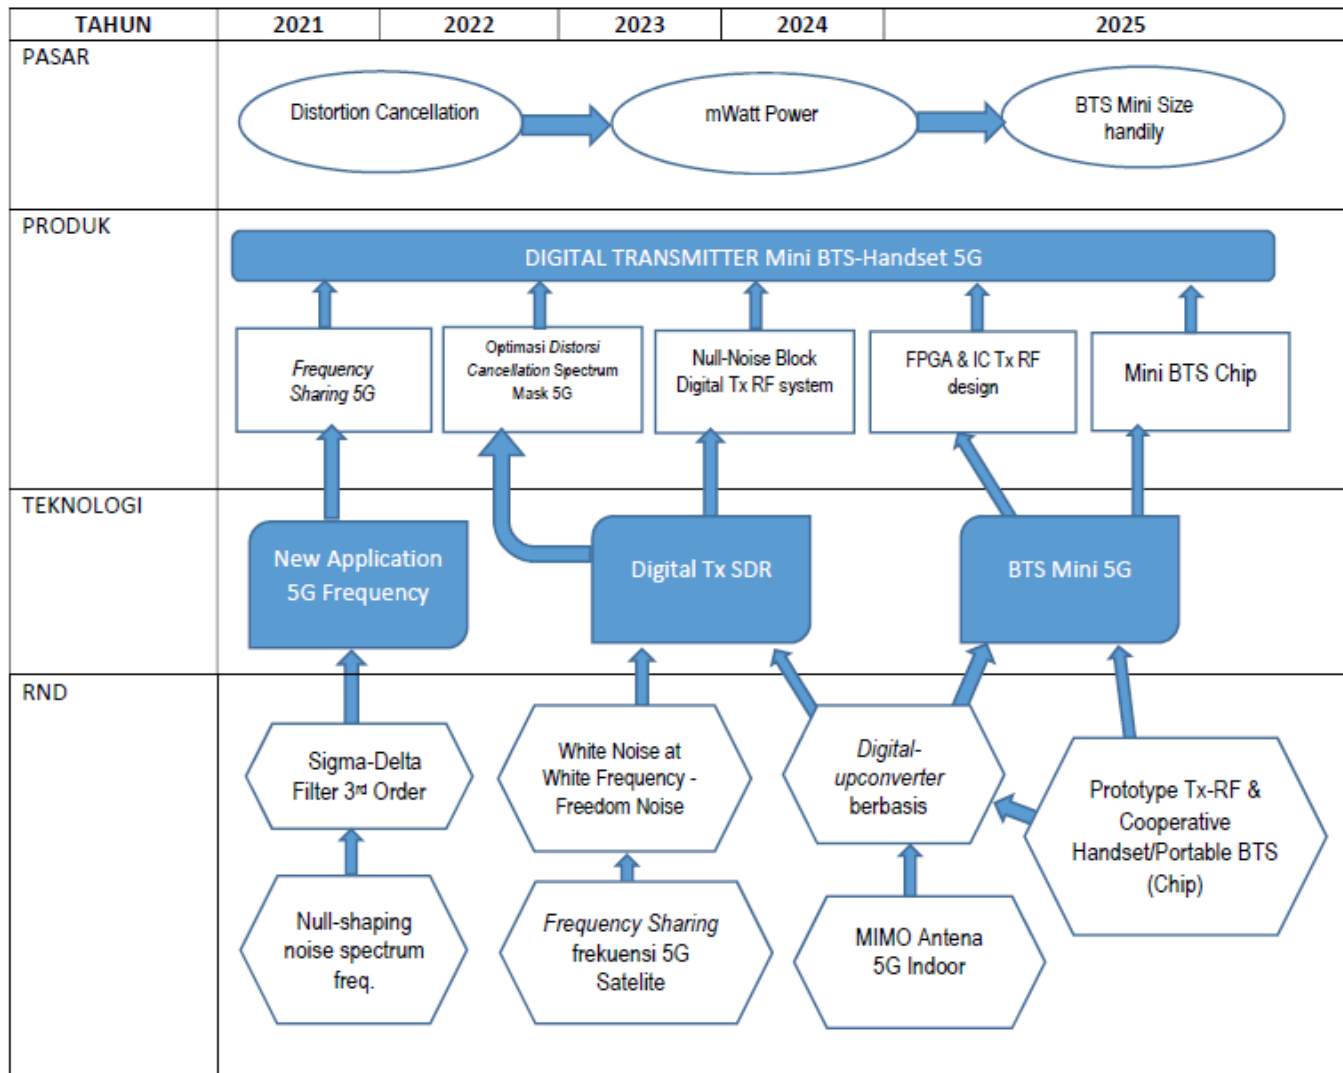 TAHUN 2021 2022 2023 2024 2025
PASAR
Distortion Cancellation
mWatt Power
BTS Mini Size
handily
PRODUK
DIGITAL TRANSMITTER Mini BTS-Handset 5G
Frequency
Sharing 5G
Optimasi Distorsi
Cancellation Spectrum
Mask 5G
Null-Noise Block
Digital Tx RF system
FPGA & IC Tx RF
design
Mini BTS Chip
TEKNOLOGI
New Application
5G Frequency
Digital Tx SDR
BTS Mini 5G
RND
Sigma-Delta
Filter 3rd Order
White Noise at
White Frequency -
Freedom Noise
Digital-
upconverter
berbasis
Prototype Tx-RF &
Cooperative
Handset/Portable BTS
(Chip)
Null-shaping
noise spectrum
freq.
Frequency Sharing
frekuensi 5G
Satelite
MIMO Antena
5G Indoor